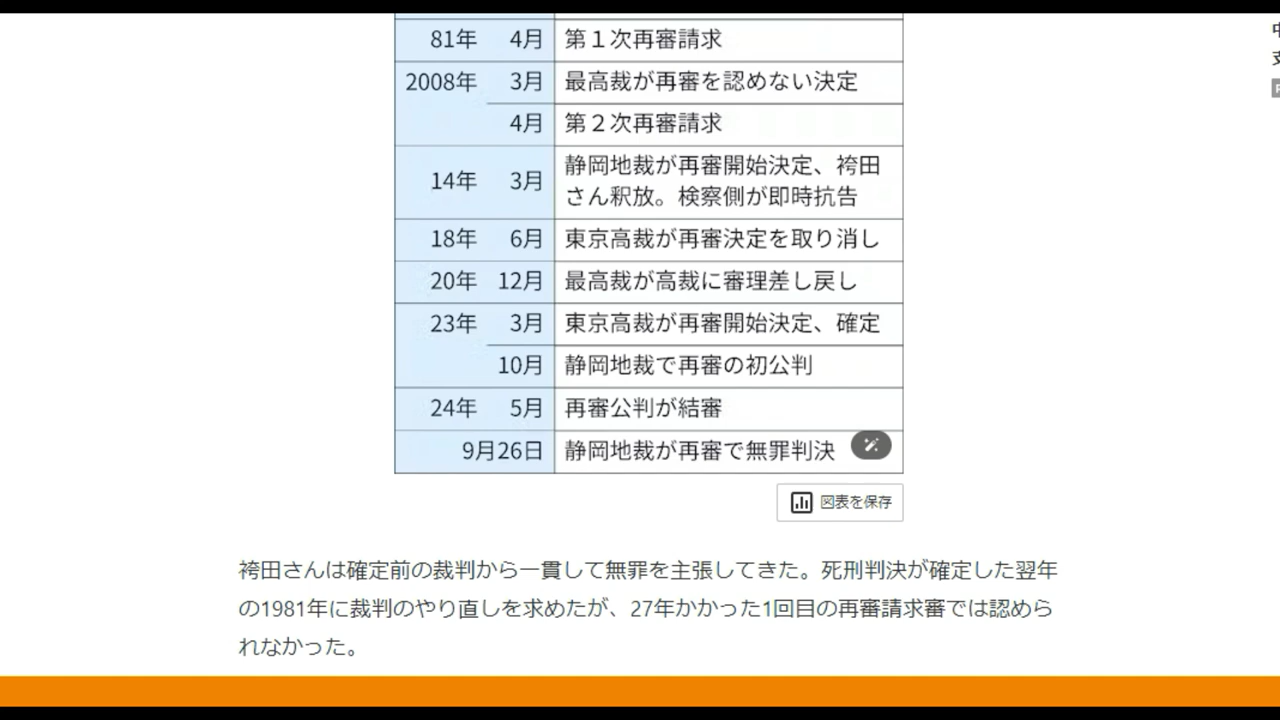 81年 4月 第１次再審請求
2008年 3月 最高裁が再審を認めない決定
4月 第２次再審請求
14年 3月 静岡地裁が再審開始決定、袴田
さん釈放。検察側が即時抗告
18年 6月 東京高裁が再審決定を取り消し
20年 12月 最高裁が高裁に審理差し戻し
23年 3月 東京高裁が再審開始決定、確定
10月 静岡地裁で再審の初公判
24年 5月 再審公判が結審
9月26日 静岡地裁が再審で無罪判決
図表を保存
袴田さんは確定前の裁判から一貫して無罪を主張してきた。死刑判決が確定した翌年
の1981年に裁判のやり直しを求めたが、27年かかった1回目の再審請求審では認めら
れなかった。